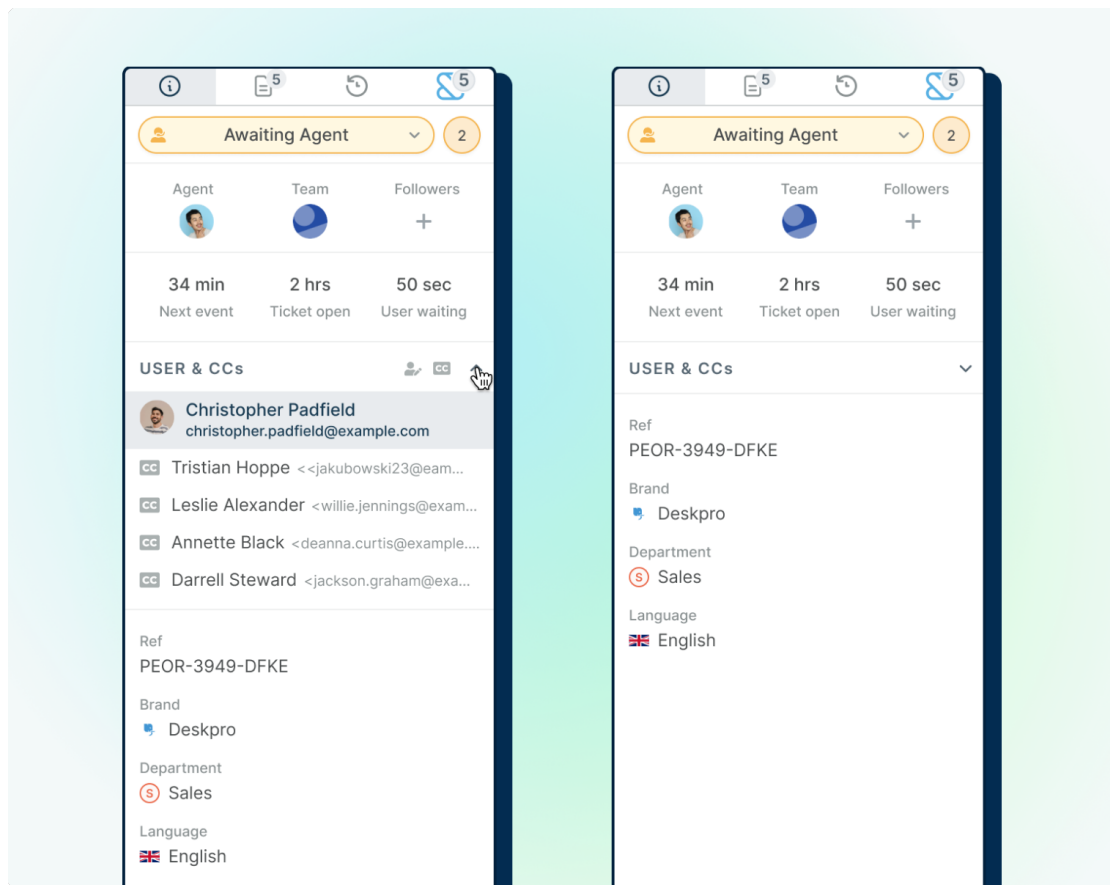 5 5
Awaiting Agent 2
Agent Team Followers
34 min 2 hrs 50 sec
Next event Ticket open User waiting
USER & CCs CC
Christopher Padfield
christopher.padfield@example.com
CC Tristian Hoppe <<jakubowski23@eam...
CC Leslie Alexander <willie.jennings@exam...
CC Annette Black <deanna.curtis@example....
CC Darrell Steward <jackson.graham@exa...
Ref
PEOR-3949-DFKE
Brand
Deskpro
Department
S Sales
Language
English
5 5
Awaiting Agent 2
Agent Team Followers
34 min 2 hrs 50 sec
Next event Ticket open User waiting
USER & CCs
Ref
PEOR-3949-DFKE
Brand
Deskpro
Department
S Sales
Language
English